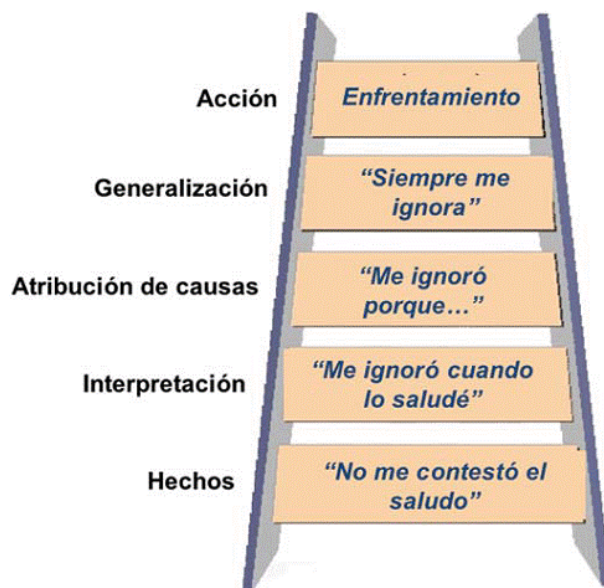 Acción
Enfrentamiento
Generalización
“Siempre me
ignora”
Atribución de causas
“Me ignoró
porque…”
Interpretación
“Me ignoró cuando
lo saludé”
Hechos
“No me contestó el
saludo”